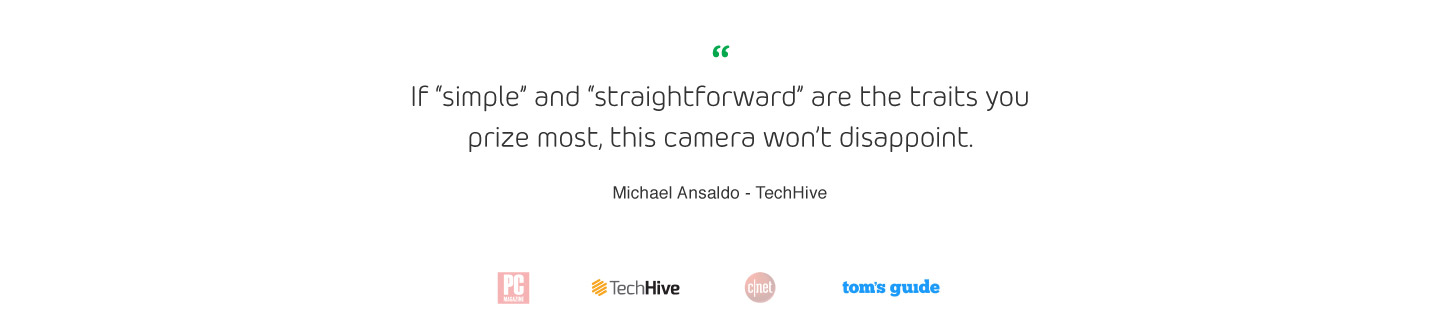 “
If “simple” and “straightforward” are the traits you
prize most, this camera won’t disappoint.
Michael Ansaldo - TechHive
PC MAGAZINE TechHive c|net tom's guide